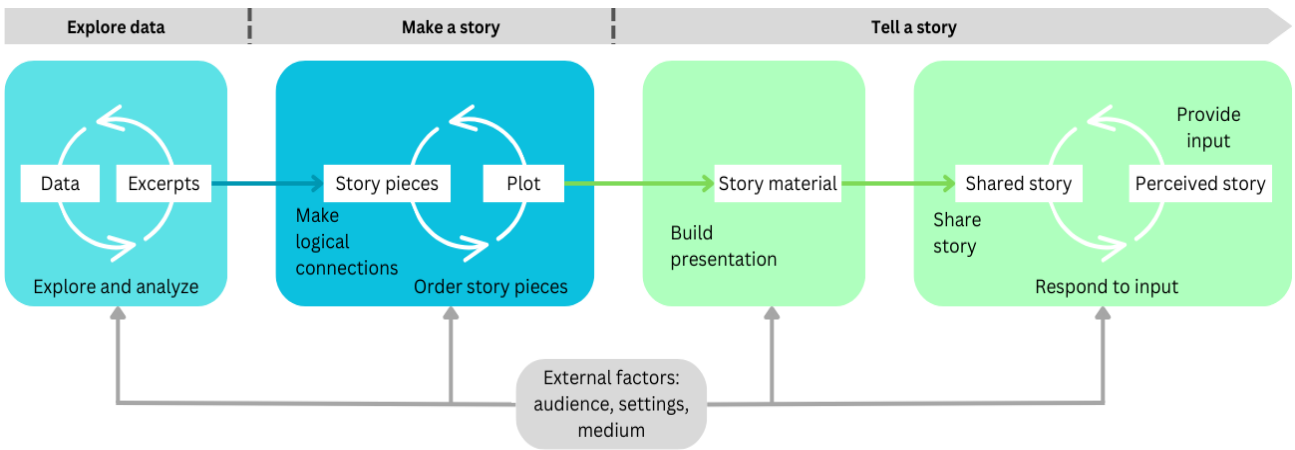 Explore data
Make a story
Tell a story
Data
Excerpts
Explore and analyze
Story pieces
Plot
Make
logical
connections
Order story pieces
Story material
Build
presentation
Shared story
Perceived story
Provide
input
Share
story
Respond to input
External factors:
audience, settings,
medium